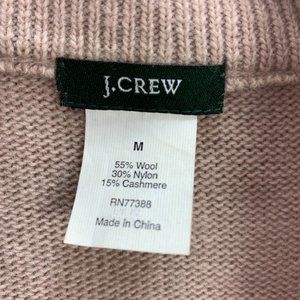 J.CREW
M
55% Wool
30% Nylon
15% Cashmere
RN77388
Made in China